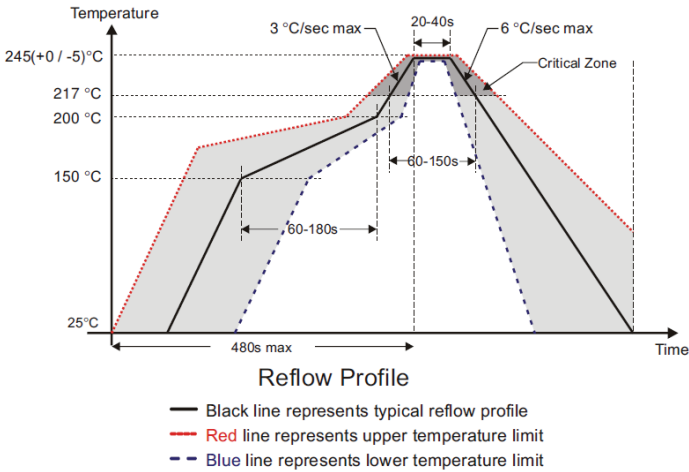 Temperature
20-40s
3 °C/sec max
6 °C/sec max
245(+0 / -5)°C
Critical Zone
217 °C
200 °C
60-150s
150 °C
60-180s
25°C
480s max
Time
Reflow Profile
Black line represents typical reflow profile
Red line represents upper temperature limit
Blue line represents lower temperature limit